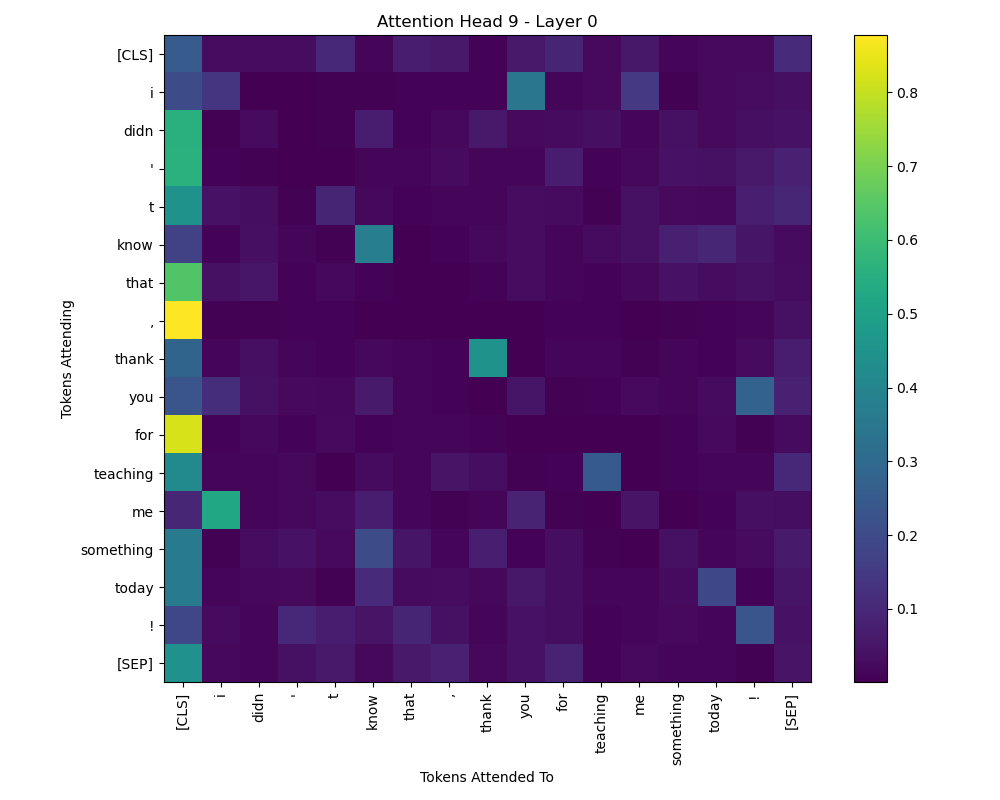 Attention Head 9 - Layer 0
Tokens Attending
[CLS]
i
didn
'
t
know
that
,
thank
you
for
teaching
me
something
today
!
[SEP]
[CLS]
i
didn
'
t
know
that
,
thank
you
for
teaching
me
something
today
!
[SEP]
Tokens Attended To
0.8
0.7
0.6
0.5
0.4
0.3
0.2
0.1